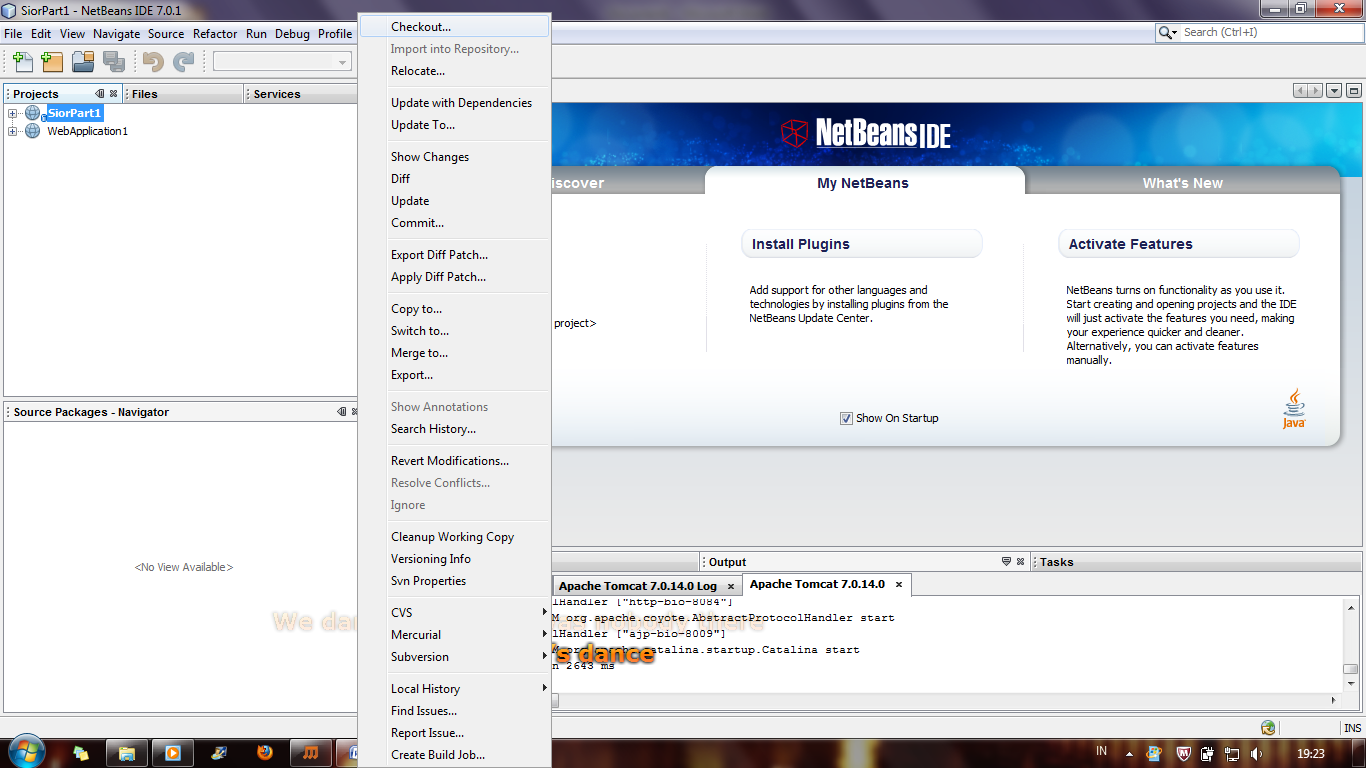 SiorPart1 - NetBeans IDE 7.0.1
File Edit View Navigate Source Refactor Run Debug Profile
Search (Ctrl+I)
Projects
Files
Services
SiorPart1
WebApplication1
Source Packages - Navigator
<No View Available>
Checkout...
Import into Repository...
Relocate...
Update with Dependencies
Update To...
Show Changes
Diff
Update
Commit...
Export Diff Patch...
Apply Diff Patch...
Copy to...
Switch to...
Merge to...
Export...
Show Annotations
Search History...
Revert Modifications...
Resolve Conflicts...
Ignore
Cleanup Working Copy
Versioning Info
Svn Properties
CVS
Mercurial
Subversion
Local History
Find Issues...
Report Issue...
Create Build Job...
NetBeans IDE
iscover
My NetBeans
What's New
project>
Install Plugins
Add support for other languages and
technologies by installing plugins from the
NetBeans Update Center.
Activate Features
NetBeans turns on functionality as you use it.
Start creating and opening projects and the IDE
will just activate the features you need, making
your experience quicker and cleaner.
Alternatively, you can activate features
manually.
Show On Startup
Java
Output
Tasks
Apache Tomcat 7.0.14.0 Log
Apache Tomcat 7.0.14.0
lHandler ["http-bio-8084"]
M org.apache.coyote.AbstractProtocolHandler start
lHandler ["ajp-bio-8009"]
catalina.startup.Catalina start
n 2643 ms
We da
nobody there
's dance
INS
IN
19:23